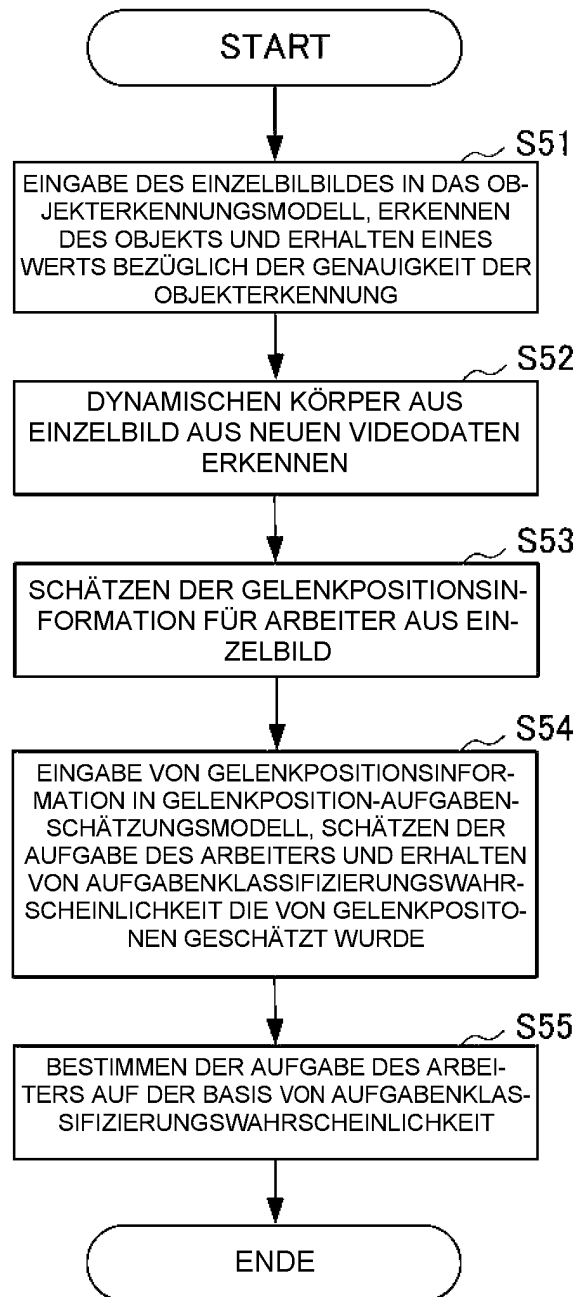 START
S51
EINGABE DES EINZELBILBILDES IN DAS OB-
JEKTERKENNUNGSMODELL, ERKENNEN
DES OBJEKTS UND ERHALTEN EINES
WERTS BEZÜGLICH DER GENAUIGKEIT DER
OBJEKTERKENNUNG
S52
DYNAMISCHEN KÖRPER AUS
EINZELBILD AUS NEUEN VIDEODATEN
ERKENNEN
S53
SCHÄTZEN DER GELENKPOSITIONSIN-
FORMATION FÜR ARBEITER AUS EIN-
ZELBILD
S54
EINGABE VON GELENKPOSITIONSINFOR-
MATION IN GELENKPOSITION-AUFGABEN-
SCHÄTZUNGSMODELL, SCHÄTZEN DER
AUFGABE DES ARBEITERS UND ERHALTEN
VON AUFGABENKLASSIFIZIERUNGSWAHR-
SCHEINLICHKEIT DIE VON GELENKPOSITO-
NEN GESCHÄTZT WURDE
S55
BESTIMMEN DER AUFGABE DES ARBEI-
TERS AUF DER BASIS VON AUFGABENKLAS-
SIFIZIERUNGSWAHRSCHEINLICHKEIT
ENDE